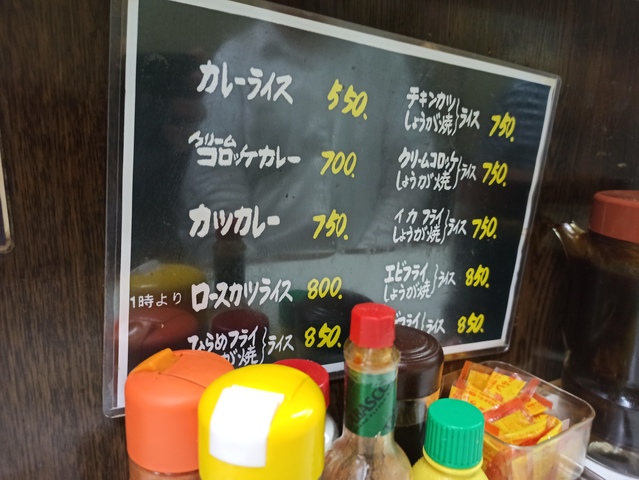 カレーライス 550.
クリーム
コロッケカレー 700.
カツカレー 750.
1時より ロースカツライス 800.
ひらめフライ
が焼 ライス 850.
チキンカツ
しょうが焼 ライス 750.
クリームコロッケ
しょうが焼 ライス 750.
イカフライ
しょうが焼 ライス 750.
エビフライ
しょうが焼 ライス 850.
フライ ライス 850.